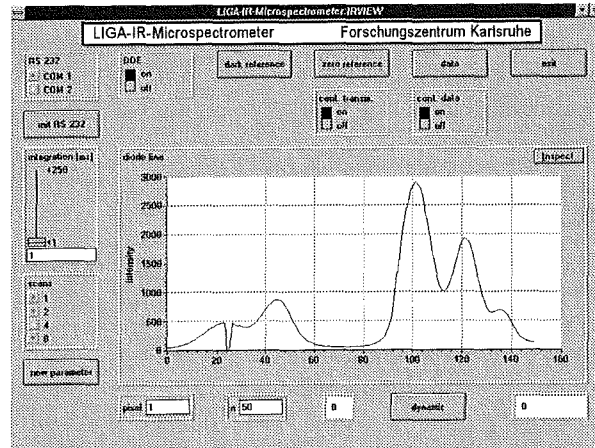 LIGA-IR-Microspectrometer:IRVIEW
LIGA-IR-Microspectrometer Forschungszentrum Karlsruhe
RS 232
COM 1
COM 2
DDE
on
off
dark reference
zero reference
data
exit
init RS 232
cont. transm.
on
off
cont. data
on
off
integration [ms]
<250
<1
1
diode line
Inspect
intensity
3000
2500
2000
1500
1000
500
0
0 20 40 60 80 100 120 140 160
scans
1
2
4
8
new parameter
pixel 1
n 50
0
dynamic
0